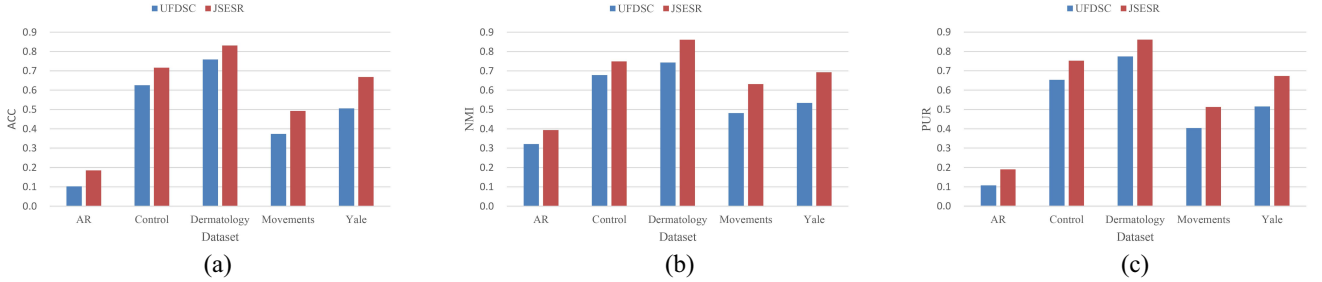 UFDSC JSESR
0.9
0.8
0.7
0.6
0.5
0.4
0.3
0.2
0.1
0.0
ACC
AR Control Dermatology Movements Yale
Dataset
(a)
UFDSC JSESR
0.9
0.8
0.7
0.6
0.5
0.4
0.3
0.2
0.1
0.0
NMI
AR Control Dermatology Movements Yale
Dataset
(b)
UFDSC JSESR
0.9
0.8
0.7
0.6
0.5
0.4
0.3
0.2
0.1
0.0
PUR
AR Control Dermatology Movements Yale
Dataset
(c)